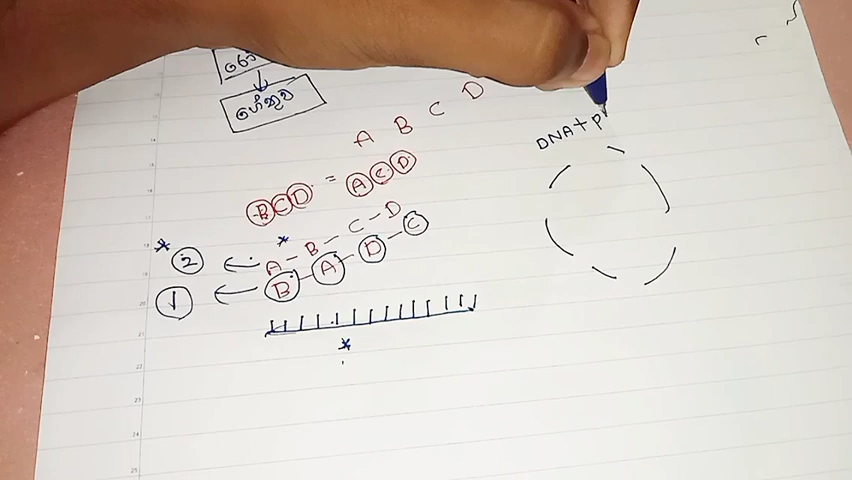 A B C D
DNA + P
BCD = ACD
* 2 ← A - B - C - D
*
1 ← B - A - D - C
*